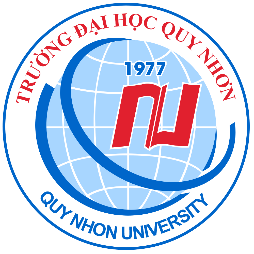 TRƯỜNG ĐẠI HỌC QUY NHƠN
1977
QUY NHON UNIVERSITY